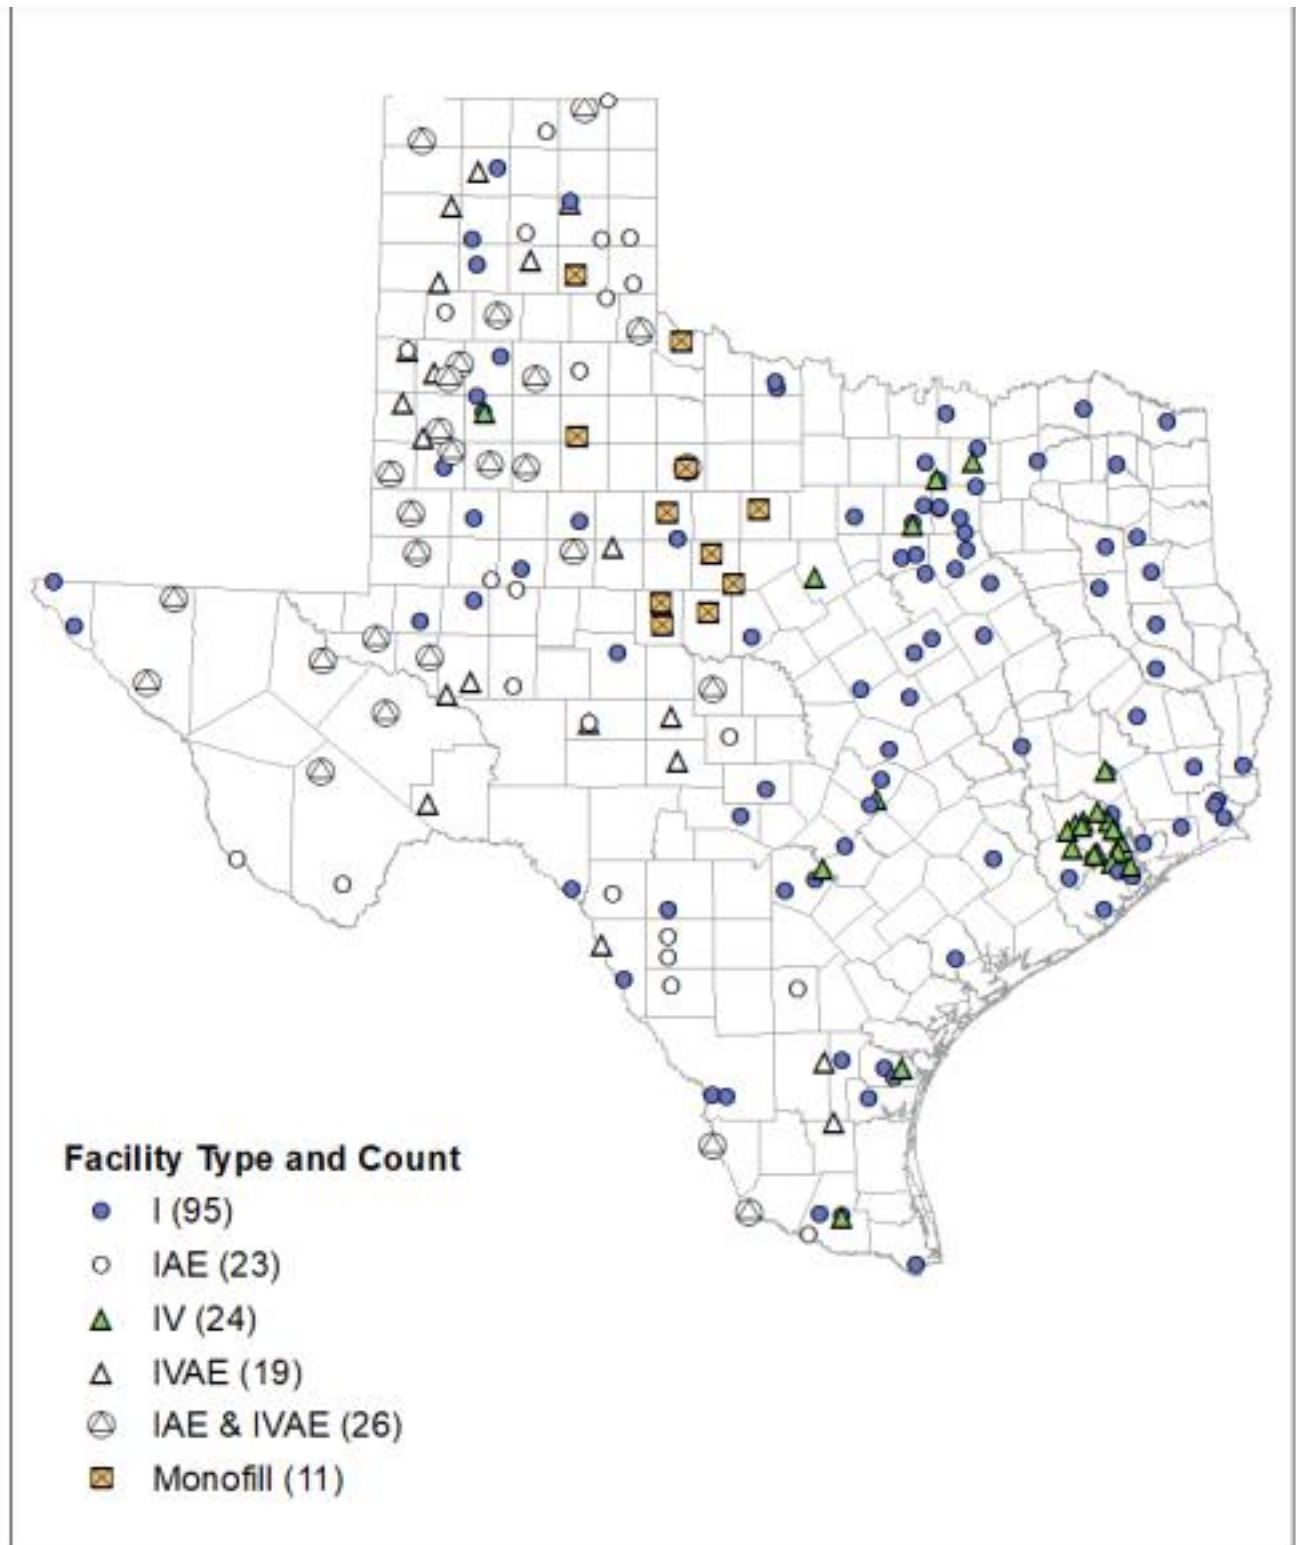 Facility Type and Count
I (95)
IAE (23)
IV (24)
IVAE (19)
IAE & IVAE (26)
Monofill (11)